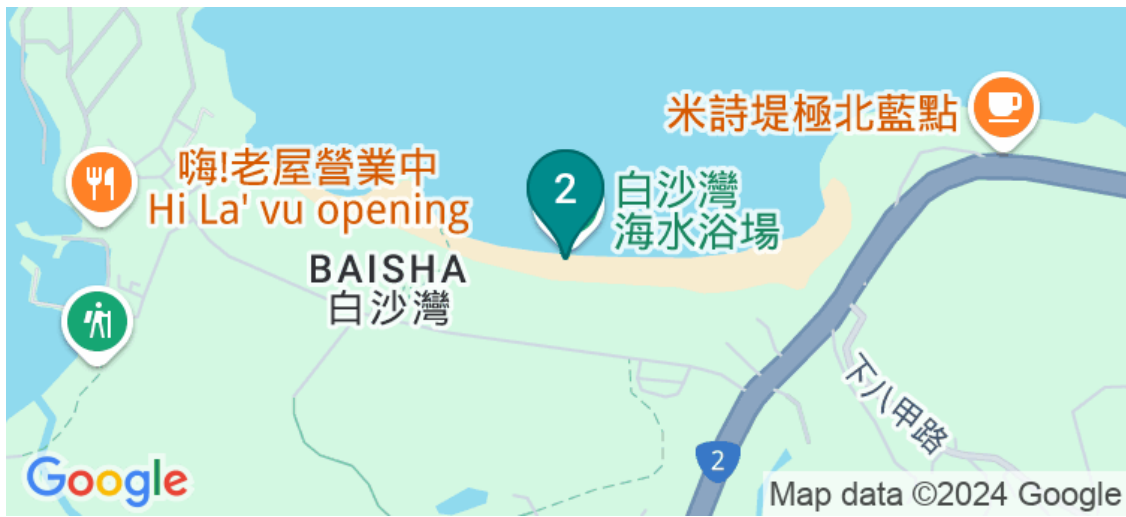 米詩堤極北藍點
嗨!老屋營業中
Hi La' vu opening
2
白沙灣
海水浴場
BAISHA
白沙灣
下八甲路
2
Google
Map data ©2024 Google